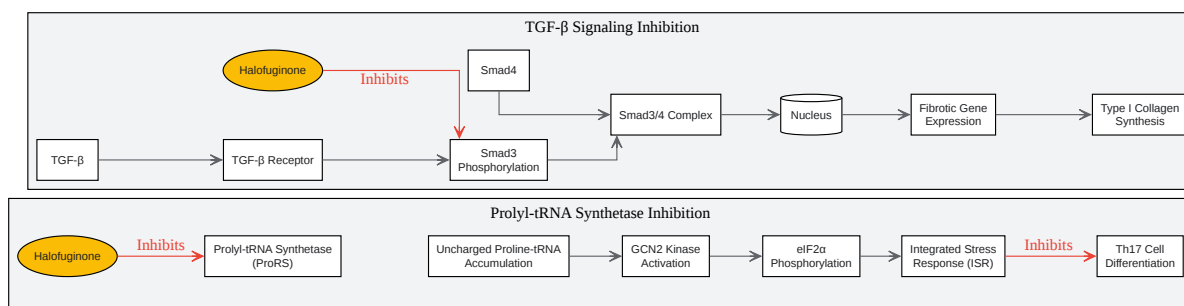 TGF-β Signaling Inhibition
Halofuginone
Inhibits
Smad4
Smad3/4 Complex
Nucleus
Fibrotic Gene
Expression
Type I Collagen
Synthesis
TGF-β
TGF-β Receptor
Smad3
Phosphorylation
Prolyl-tRNA Synthetase Inhibition
Halofuginone
Inhibits
Prolyl-tRNA Synthetase
(ProRS)
Uncharged Proline-tRNA
Accumulation
GCN2 Kinase
Activation
eIF2α
Phosphorylation
Integrated Stress
Response (ISR)
Inhibits
Th17 Cell
Differentiation